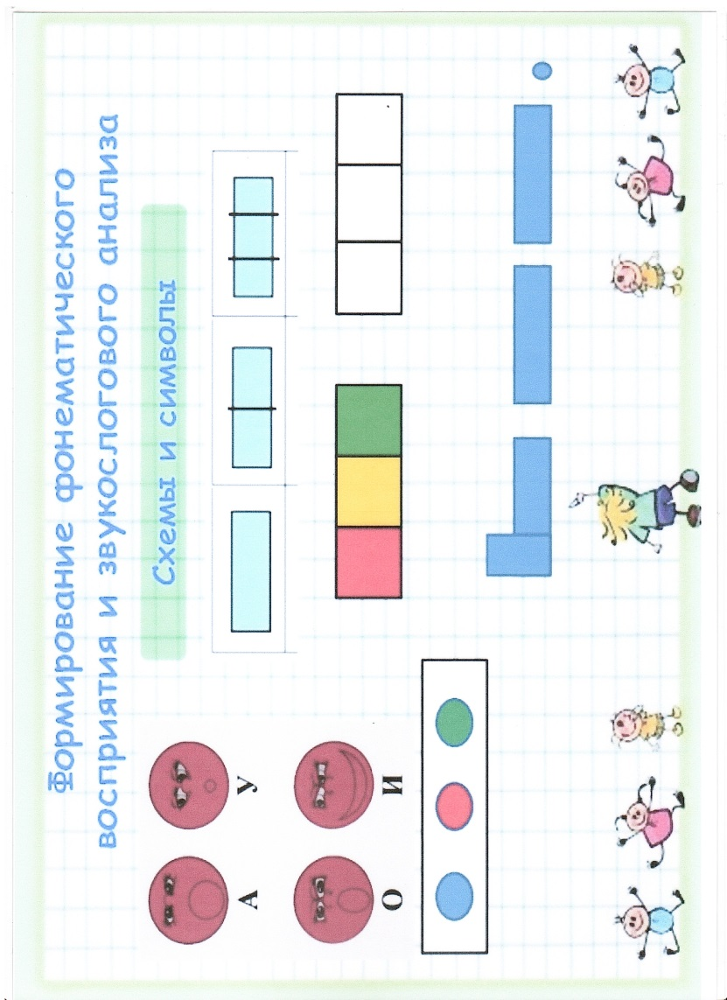 Формирование фонематического
восприятия и звукослогового анализа
Схемы и символы
А
У
О
И